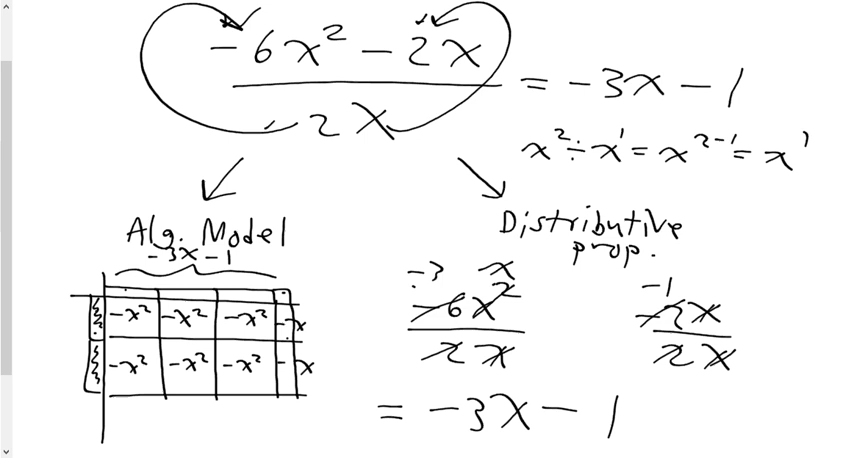 -6x² - 2x
2x
= -3x - 1
x² ÷ x¹ = x²⁻¹ = x¹
Alg. Model
-3x - 1
-x² -x² -x² -x
-x² -x² -x² -x
Distributive
prop.
-3 x
-6x²
2x
-1
-2x
2x
= -3x - 1